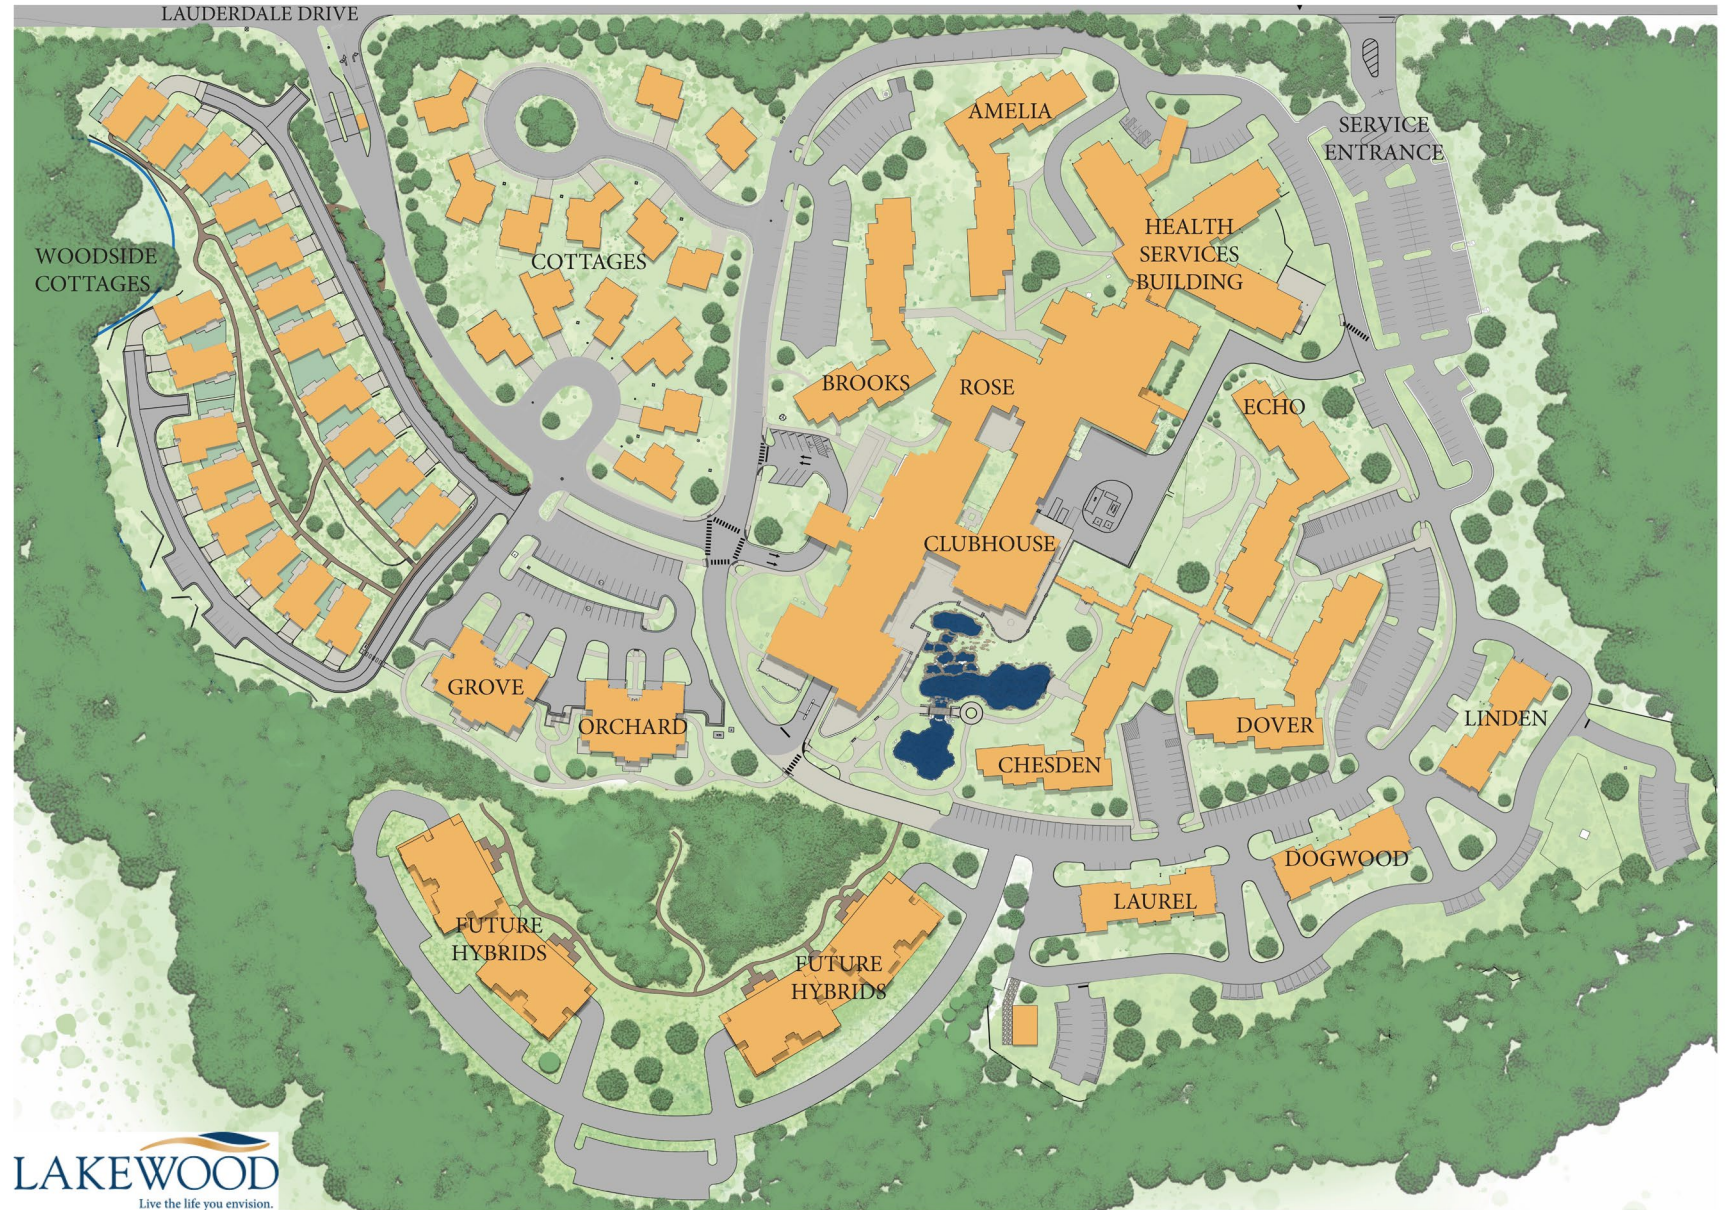 LAUDERDALE DRIVE
AMELIA
SERVICE
ENTRANCE
WOODSIDE
COTTAGES
COTTAGES
HEALTH
SERVICES
BUILDING
BROOKS
ROSE
ECHO
CLUBHOUSE
GROVE
ORCHARD
CHESDEN
DOVER
LINDEN
DOGWOOD
LAUREL
FUTURE
HYBRIDS
FUTURE
HYBRIDS
LAKEWOOD
Live the life you envision.